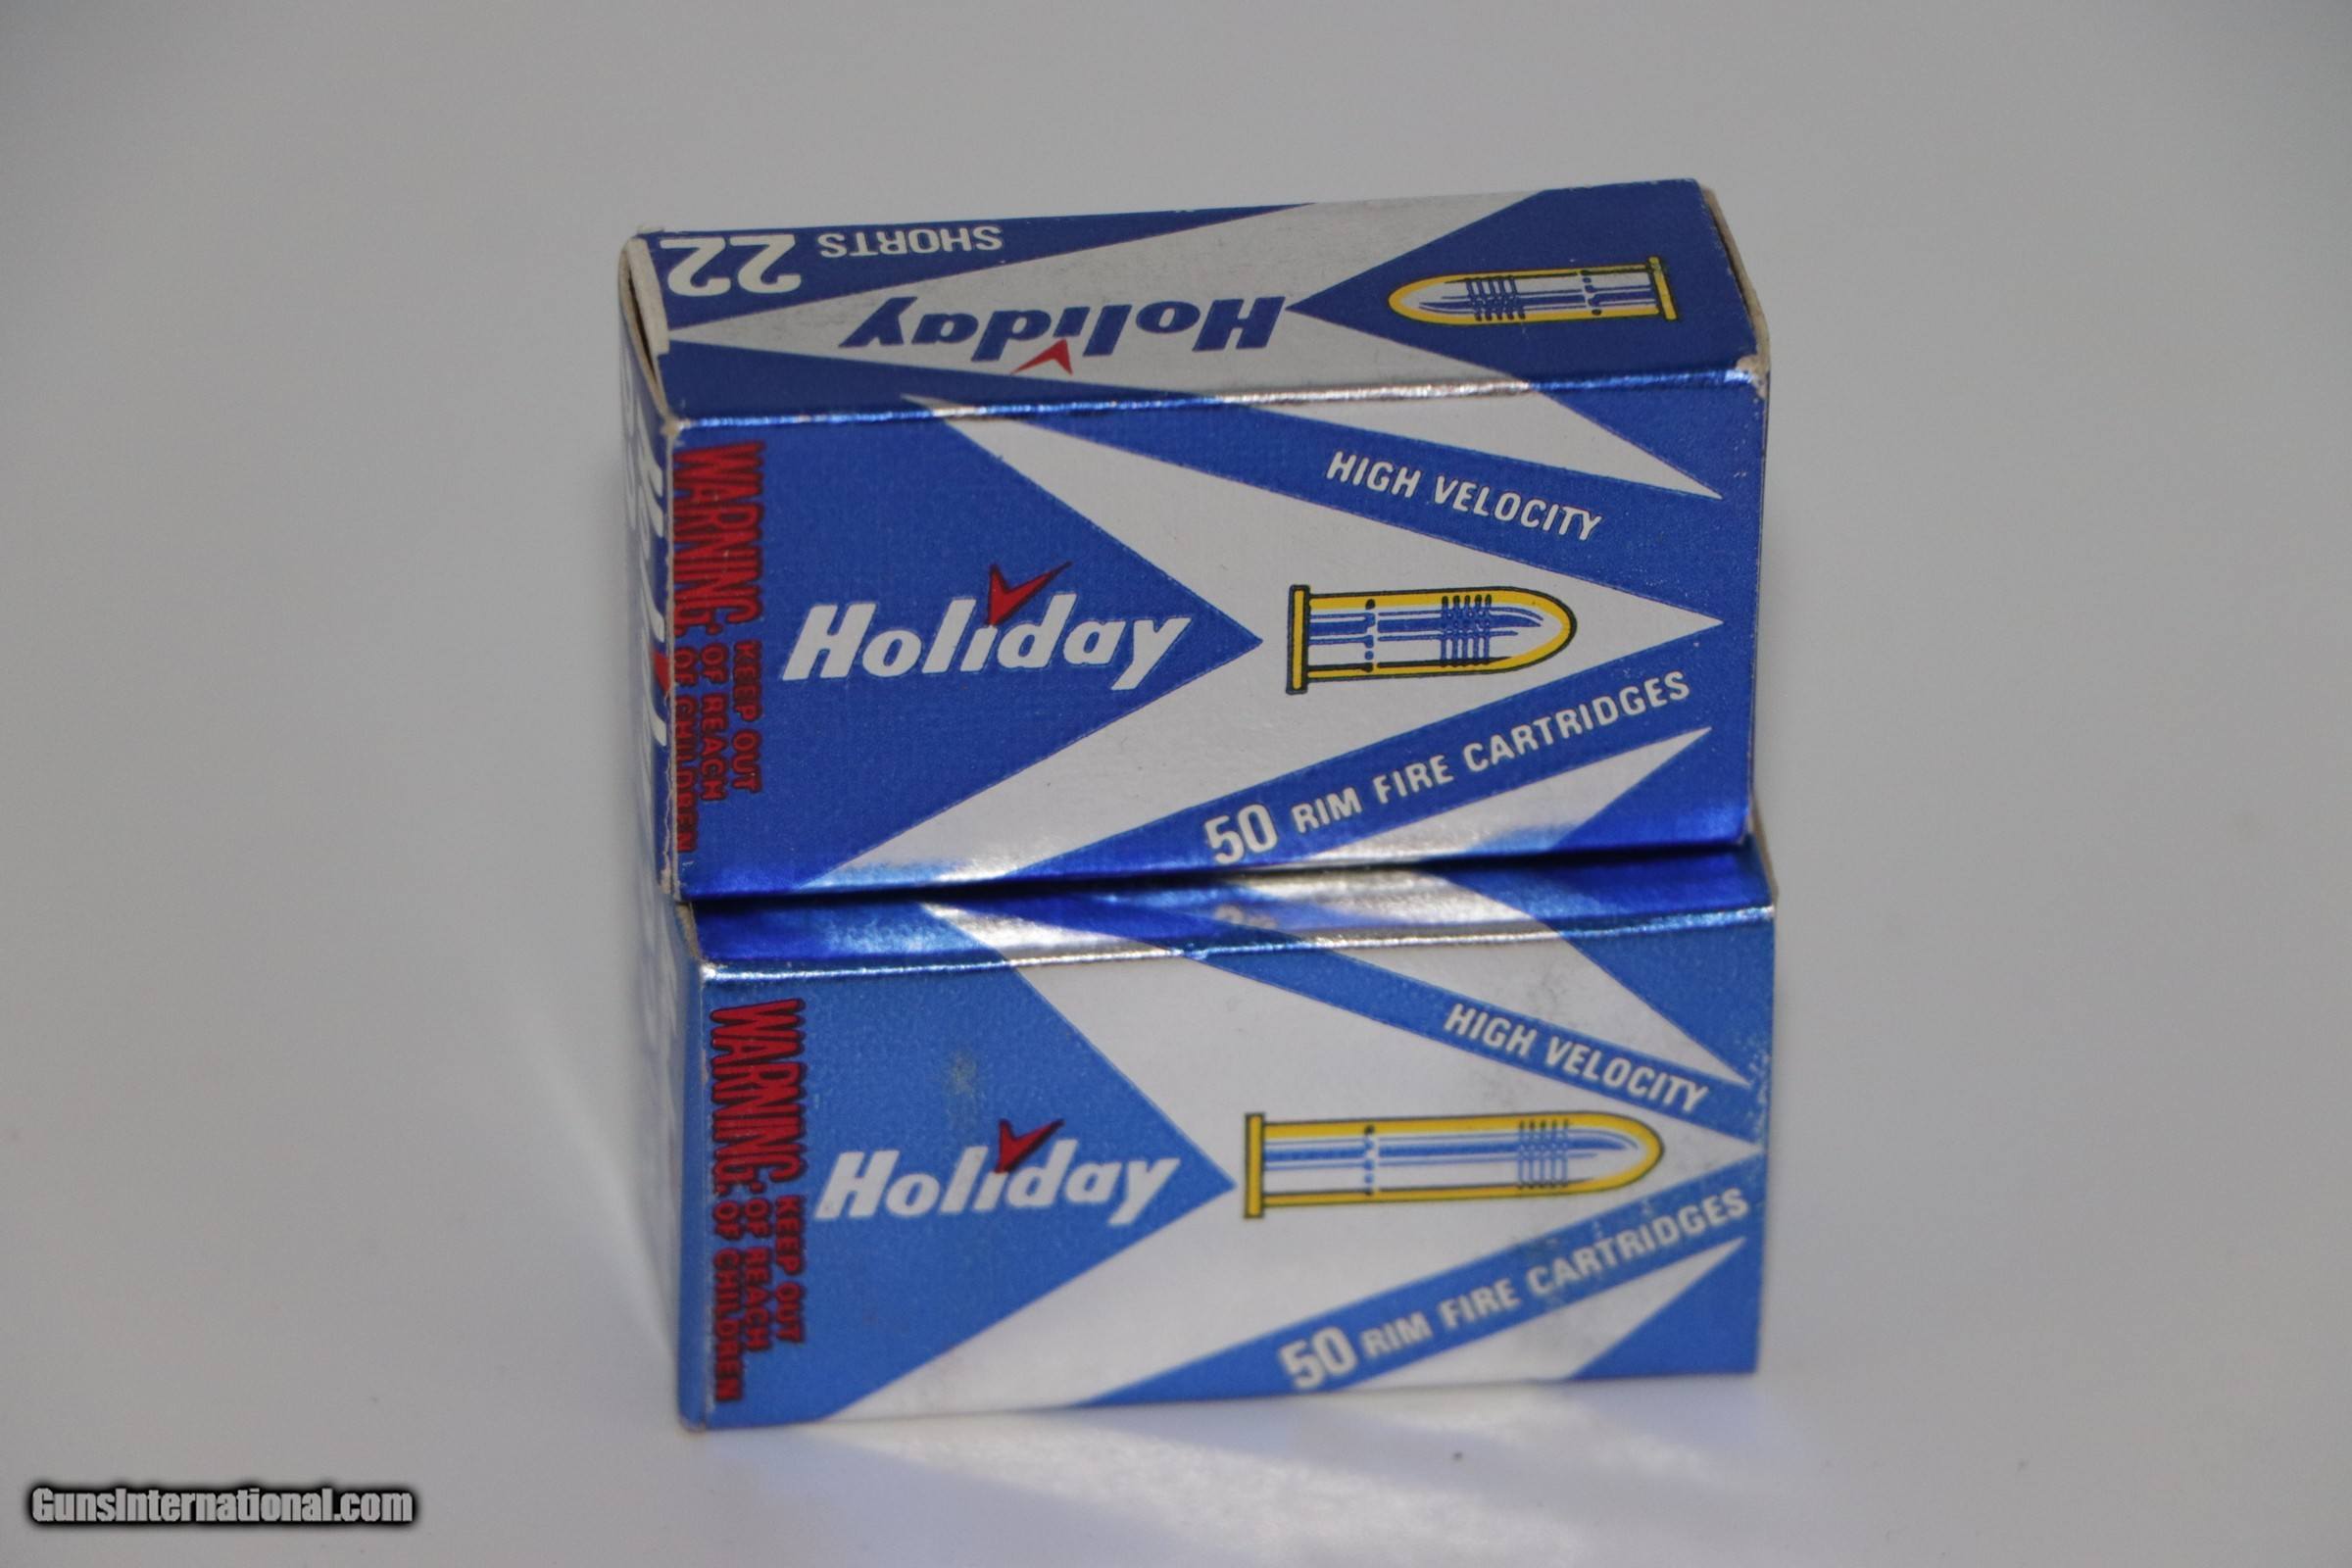 22 SHORTS
Holiday
HIGH VELOCITY
WARNING: KEEP OUT
OF REACH
OF CHILDREN
Holiday
50 RIM FIRE CARTRIDGES
HIGH VELOCITY
WARNING: KEEP OUT
OF REACH
OF CHILDREN
Holiday
50 RIM FIRE CARTRIDGES
GunsInternational.com